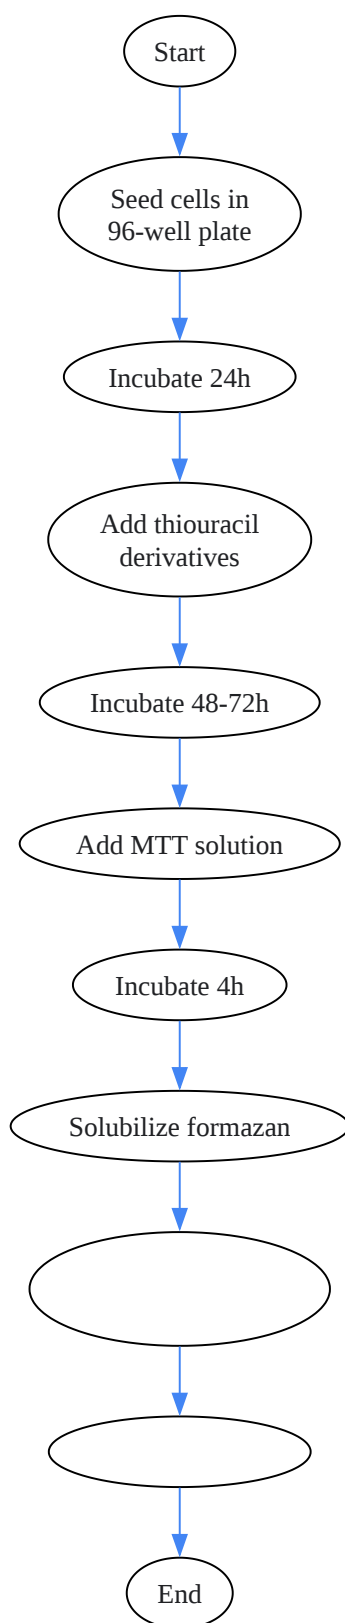 Start
Seed cells in
96-well plate
Incubate 24h
Add thiouracil
derivatives
Incubate 48-72h
Add MTT solution
Incubate 4h
Solubilize formazan
End